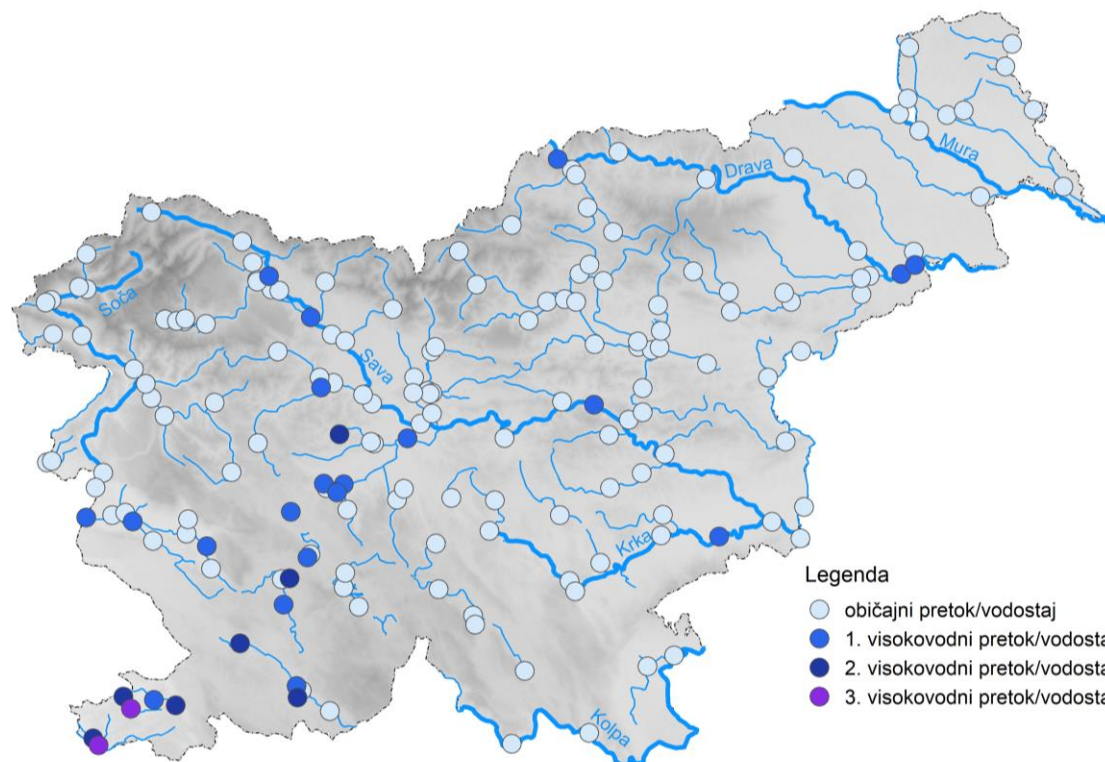 Mura
Drava
Soča
Sava
Krka
Kolpa
Legenda
običajni pretok/vodostaj
1. visokovodni pretok/vodosta
2. visokovodni pretok/vodosta
3. visokovodni pretok/vodosta